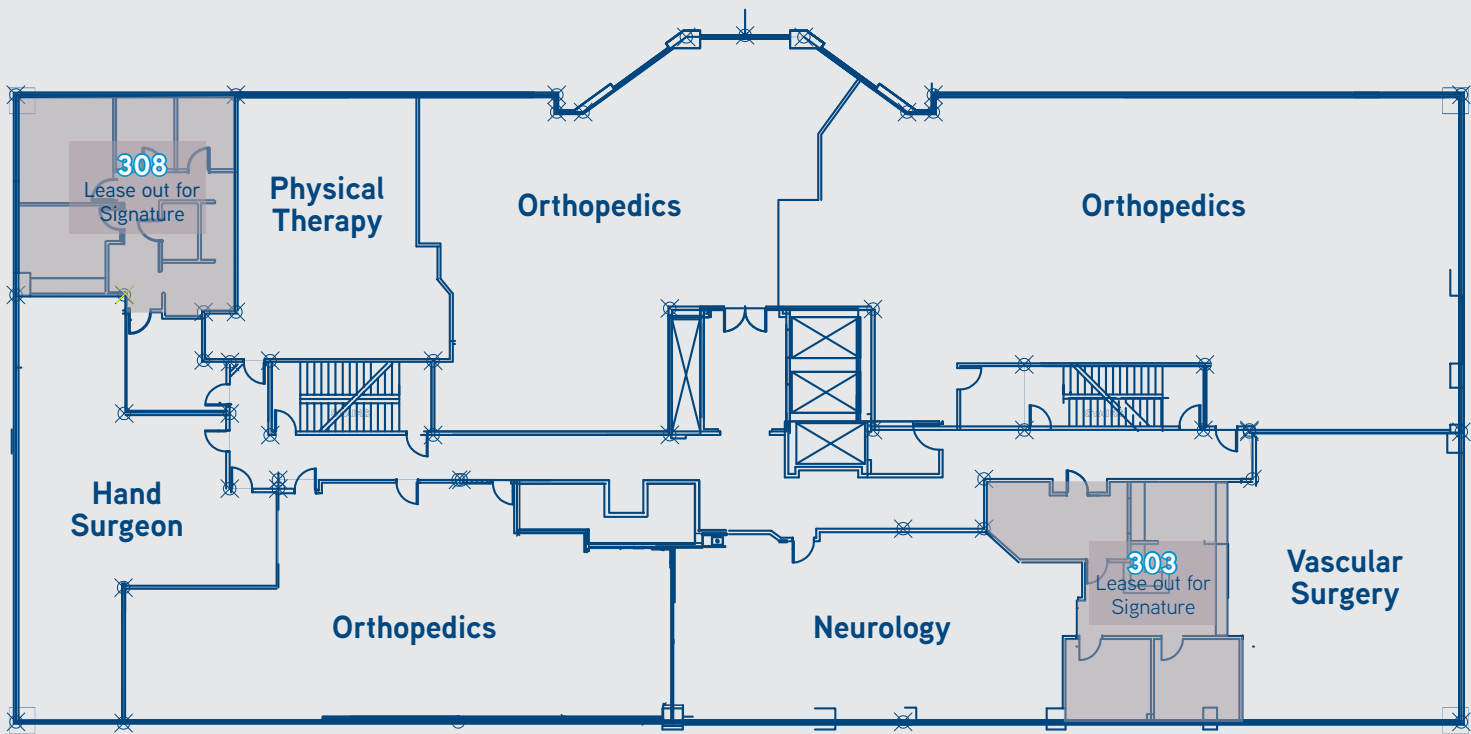 308
Lease out for
Signature
Physical
Therapy
Orthopedics
Orthopedics
Hand
Surgeon
Orthopedics
Neurology
303
Lease out for
Signature
Vascular
Surgery